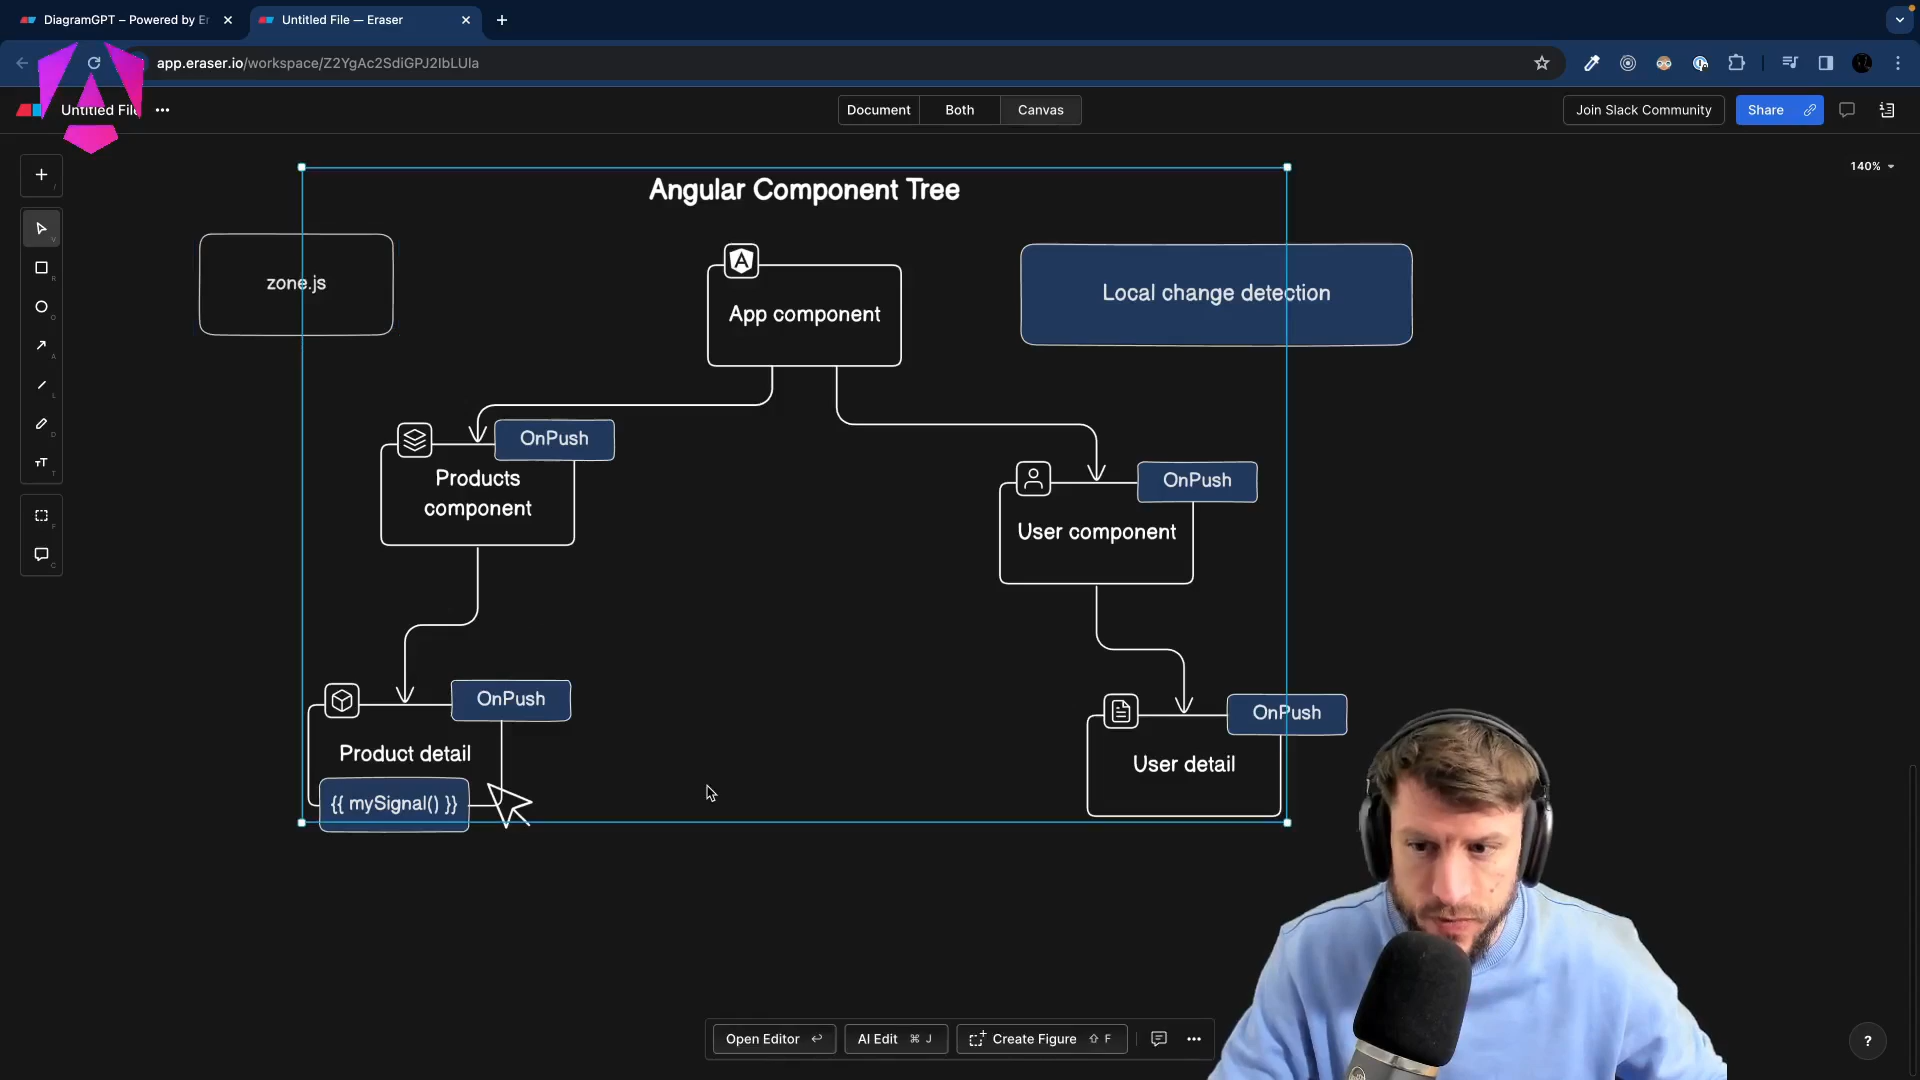 DiagramGPT – Powered by Er
Untitled File — Eraser
app.eraser.io/workspace/Z2YgAc2SdiGPJ2IbLUla
Untitled File
Document
Both
Canvas
Join Slack Community
Share
140%
Angular Component Tree
zone.js
App component
Local change detection
OnPush
Products
component
OnPush
User component
OnPush
Product detail
{{ mySignal() }}
OnPush
User detail
Open Editor
AI Edit ⌘ J
Create Figure ⇧ F
?